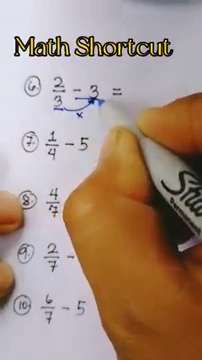 Math Shortcut
6. 2/3 - 3 =
x
7. 1/4 - 5
8. 4/7
9. 2/7 -
10. 6/7 - 5
Sha